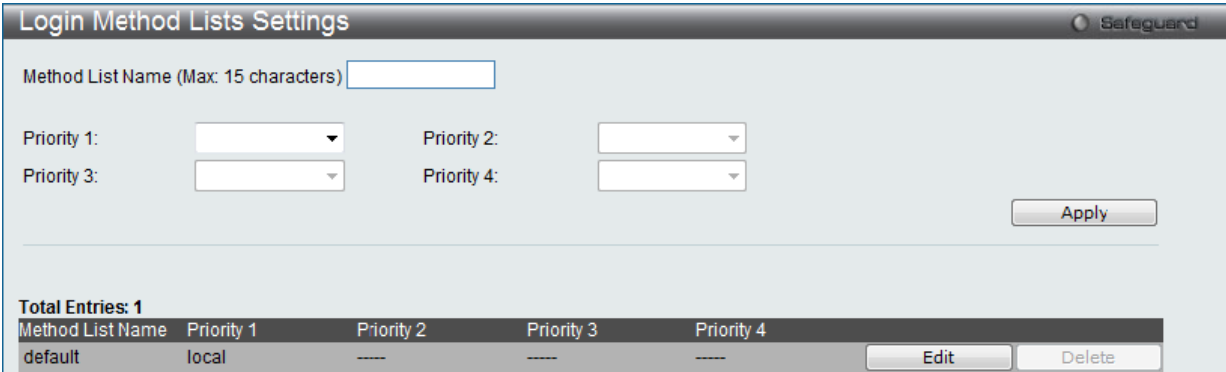 Login Method Lists Settings
Safeguard
Method List Name (Max: 15 characters)
Priority 1: Priority 2:
Priority 3: Priority 4:
Apply
Total Entries: 1
Method List Name Priority 1 Priority 2 Priority 3 Priority 4
default local ----- ----- ----- Edit Delete